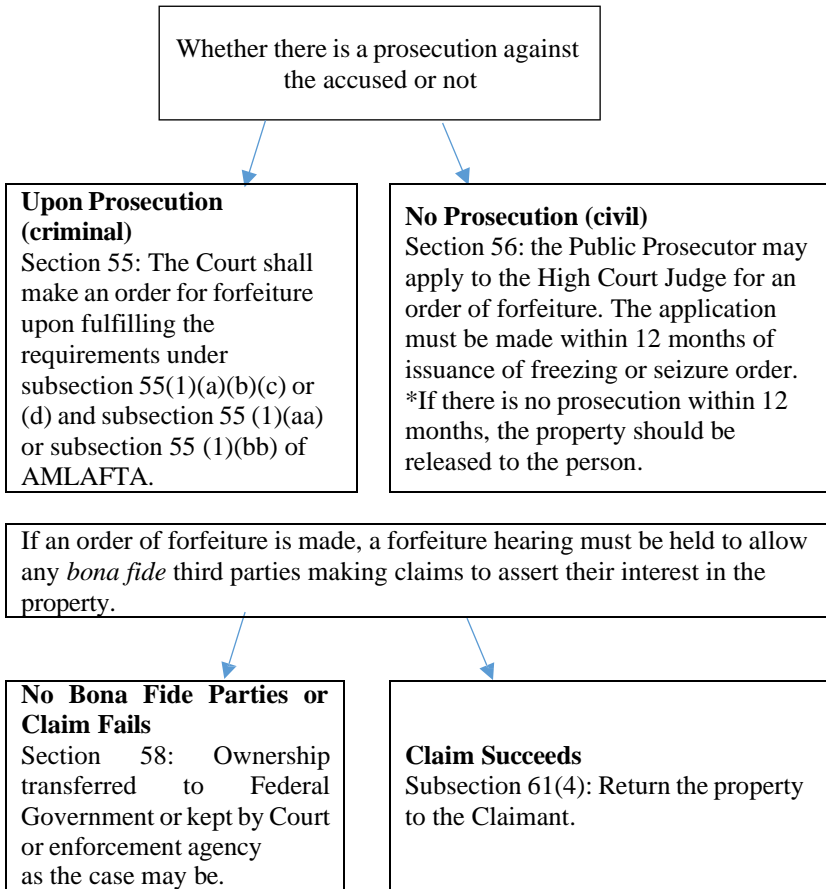 Whether there is a prosecution against
the accused or not
Upon Prosecution
(criminal)
Section 55: The Court shall
make an order for forfeiture
upon fulfilling the
requirements under
subsection 55(1)(a)(b)(c) or
(d) and subsection 55 (1)(aa)
or subsection 55 (1)(bb) of
AMLAFTA.
No Prosecution (civil)
Section 56: the Public Prosecutor may
apply to the High Court Judge for an
order of forfeiture. The application
must be made within 12 months of
issuance of freezing or seizure order.
*If there is no prosecution within 12
months, the property should be
released to the person.
If an order of forfeiture is made, a forfeiture hearing must be held to allow
any bona fide third parties making claims to assert their interest in the
property.
No Bona Fide Parties or
Claim Fails
Section 58: Ownership
transferred to Federal
Government or kept by Court
or enforcement agency
as the case may be.
Claim Succeeds
Subsection 61(4): Return the property
to the Claimant.